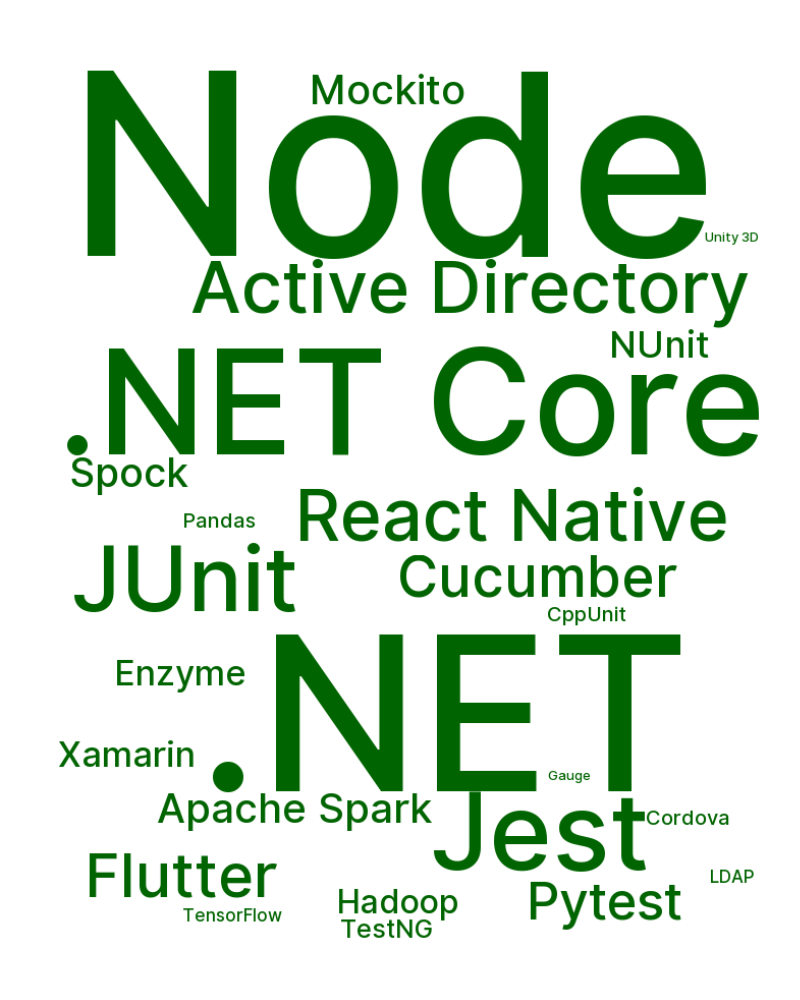 Mockito
Node
Unity 3D
Active Directory
NUnit
.NET Core
Spock
React Native
Pandas
JUnit
Cucumber
CppUnit
.NET
Enzyme
Xamarin
Gauge
Apache Spark
Jest
Cordova
Flutter
LDAP
Pytest
Hadoop
TensorFlow
TestNG